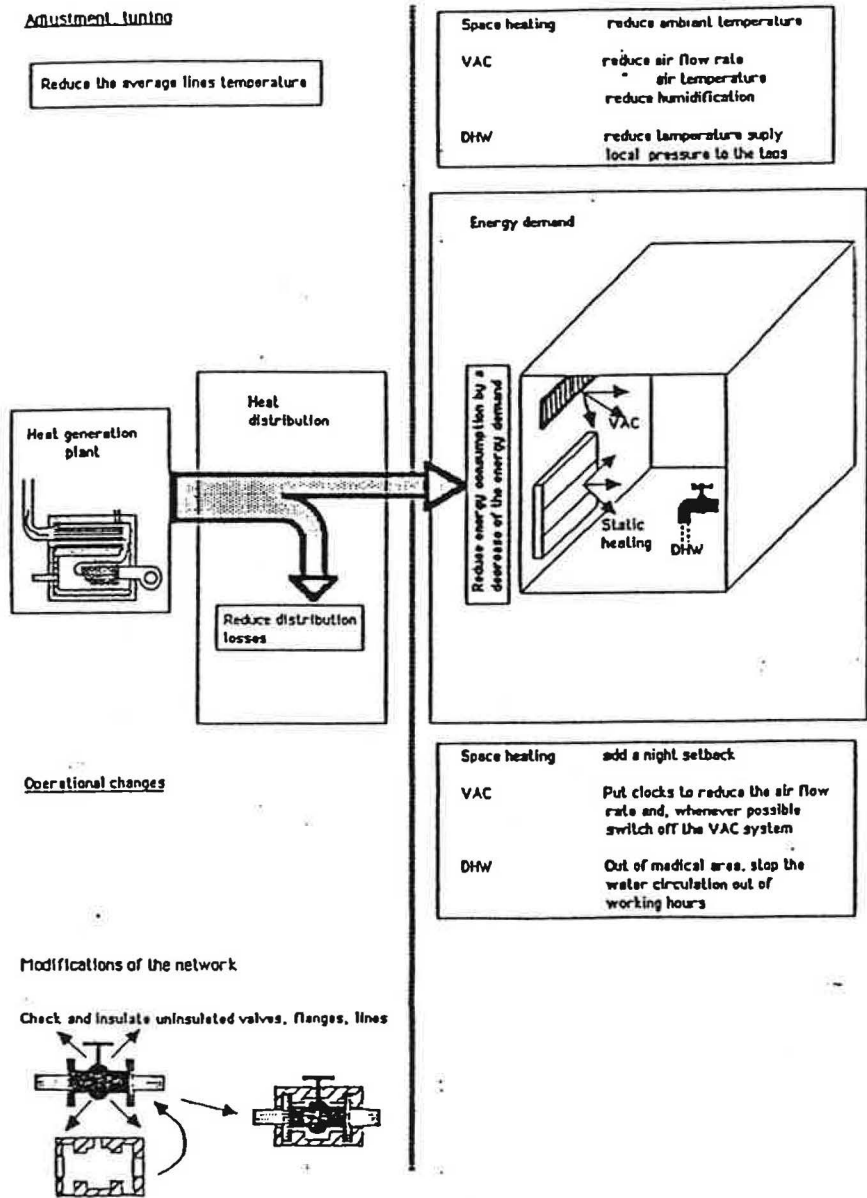 Adjustment, tuning
Reduce the average lines temperature
Space heating reduce ambient temperature
VAC reduce air flow rate
" air temperature
reduce humidification
DHW reduce temperature suply
local pressure to the taps
Energy demand
Reduce energy consumption by a
decrease of the energy demand
VAC
Static
heating
DHW
Heat
distribution
Heat generation
plant
Reduce distribution
losses
Operational changes
Space heating add a night setback
VAC Put clocks to reduce the air flow
rate and, whenever possible
switch off the VAC system
DHW Out of medical area, stop the
water circulation out of
working hours
Modifications of the network
Check and insulate uninsulated valves, flanges, lines